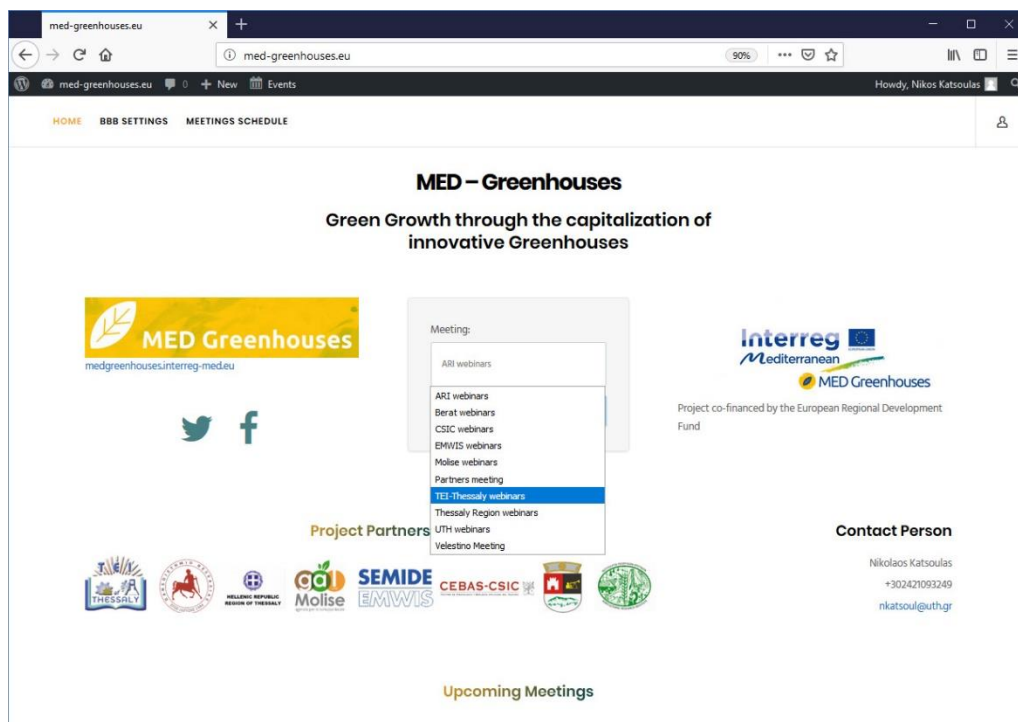 med-greenhouses.eu
med-greenhouses.eu
90%
med-greenhouses.eu 0 New Events
Howdy, Nikos Katsoulas
HOME BBB SETTINGS MEETINGS SCHEDULE
MED – Greenhouses
Green Growth through the capitalization of
innovative Greenhouses
MED Greenhouses
medgreenhouses.interreg-med.eu
Meeting:
ARI webinars
ARI webinars
Berat webinars
CSIC webinars
EMWIS webinars
Molise webinars
Partners meeting
TEI-Thessaly webinars
Thessaly Region webinars
UTH webinars
Velestino Meeting
Interreg
Mediterranean
MED Greenhouses
Project co-financed by the European Regional Development
Fund
Project Partners
THESSALY
HELLENIC REPUBLIC
REGION OF THESSALY
gal
Molise
SEMIDE
EMWIS
CEBAS-CSIC
Contact Person
Nikolaos Katsoulas
+302421093249
nkatsoul@uth.gr
Upcoming Meetings